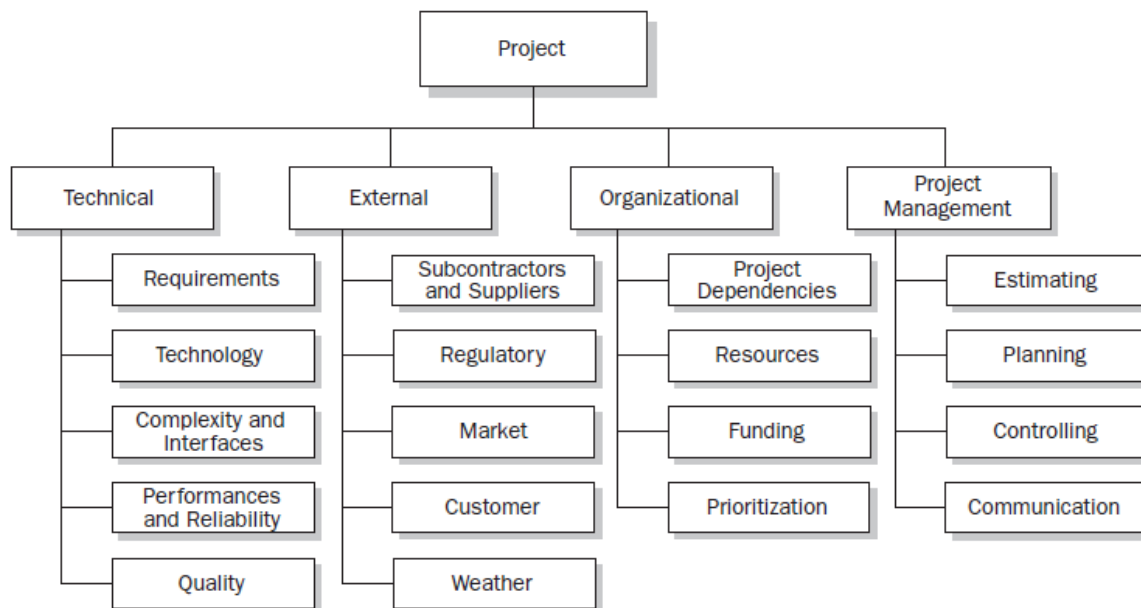 Project
Technical
External
Organizational
Project
Management
Requirements
Technology
Complexity and
Interfaces
Performances
and Reliability
Quality
Subcontractors
and Suppliers
Regulatory
Market
Customer
Weather
Project
Dependencies
Resources
Funding
Prioritization
Estimating
Planning
Controlling
Communication